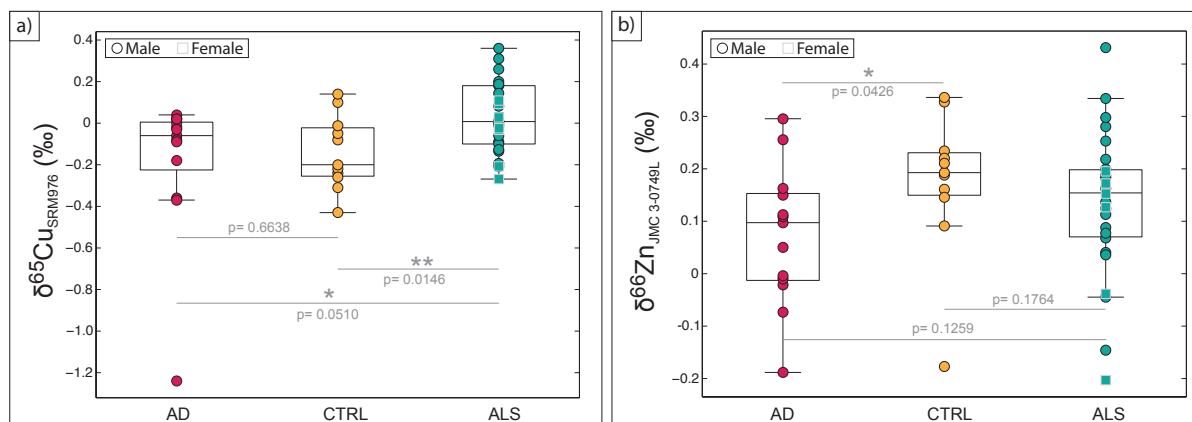 a)
Male Female
0.4
0.2
0
−0.2
−0.4
−0.6
−0.8
−1.0
−1.2
δ⁶⁵Cu_SRM976 (‰)
p= 0.6638
**
p= 0.0146
*
p= 0.0510
AD CTRL ALS
b)
Male Female
0.4
0.3
0.2
0.1
0
-0.1
−0.2
δ⁶⁶Zn_JMC 3-0749L (‰)
*
p= 0.0426
p= 0.1764
p= 0.1259
AD CTRL ALS